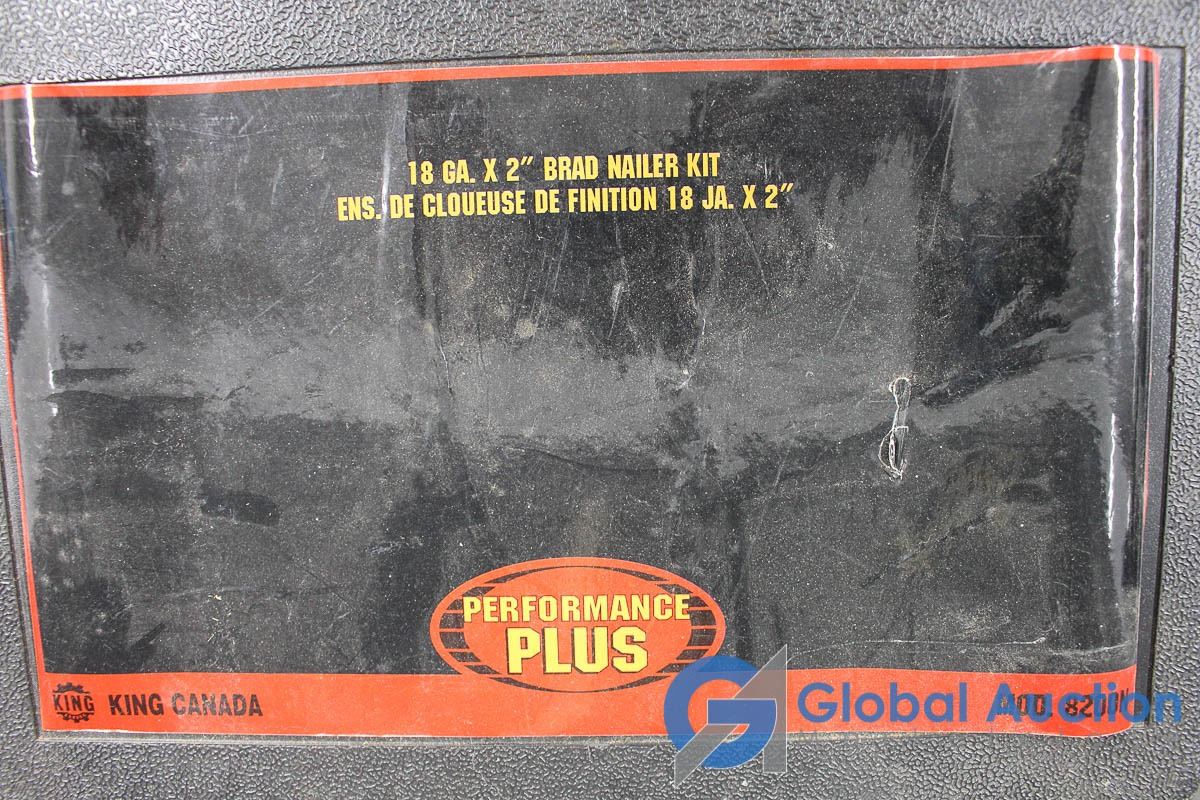 18 GA. X 2" BRAD NAILER KIT
ENS. DE CLOUEUSE DE FINITION 18 JA. X 2"
PERFORMANCE
PLUS
KING
KING CANADA
Global Auction